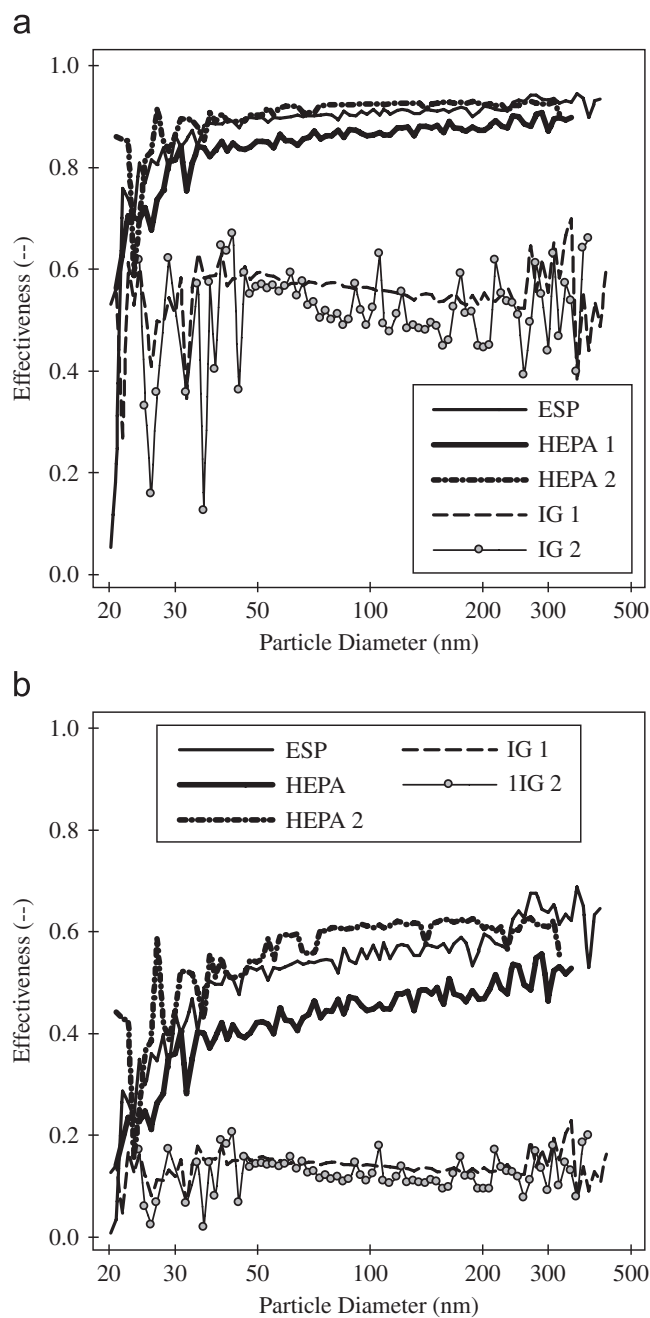 a
1.0
0.8
0.6
0.4
0.2
0.0
Effectiveness (--)
ESP
HEPA 1
HEPA 2
IG 1
IG 2
20 30 50 100 200 300 500
Particle Diameter (nm)
b
1.0
0.8
0.6
0.4
0.2
0.0
Effectiveness (--)
ESP IG 1
HEPA 1IG 2
HEPA 2
20 30 50 100 200 300 500
Particle Diameter (nm)